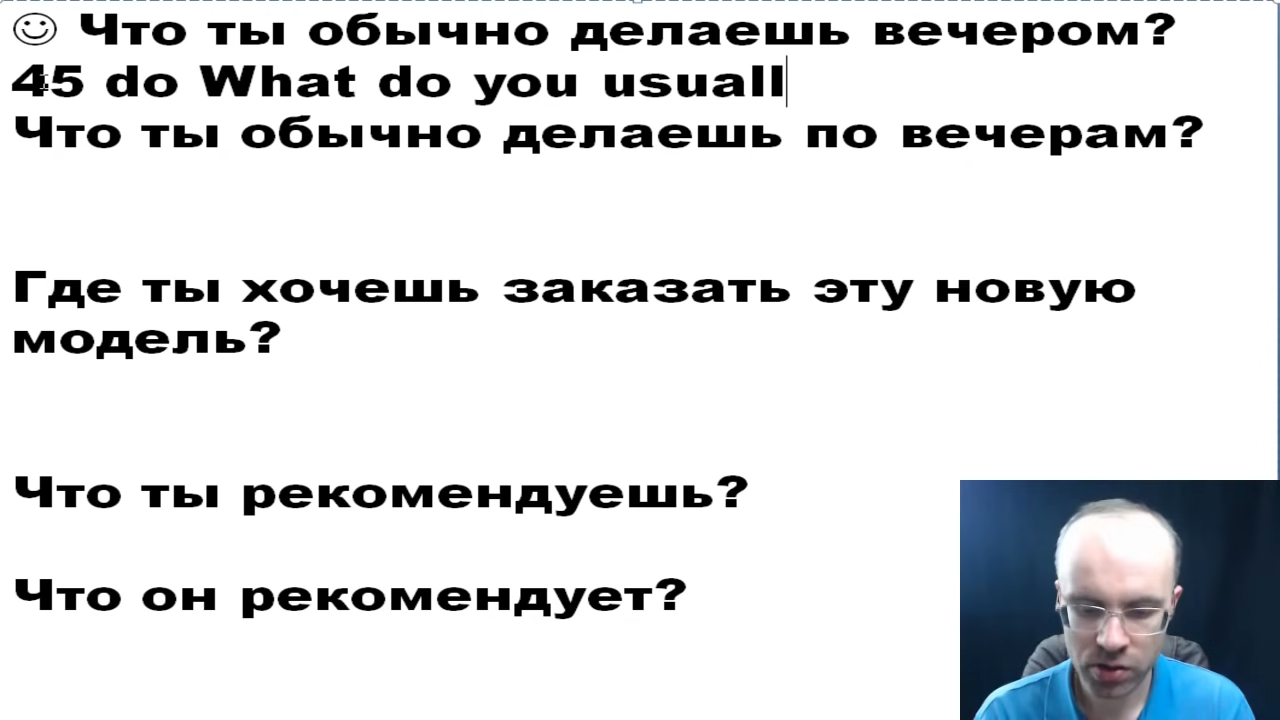 ☺ Что ты обычно делаешь вечером?
45 do What do you usuall
Что ты обычно делаешь по вечерам?
Где ты хочешь заказать эту новую
модель?
Что ты рекомендуешь?
Что он рекомендует?